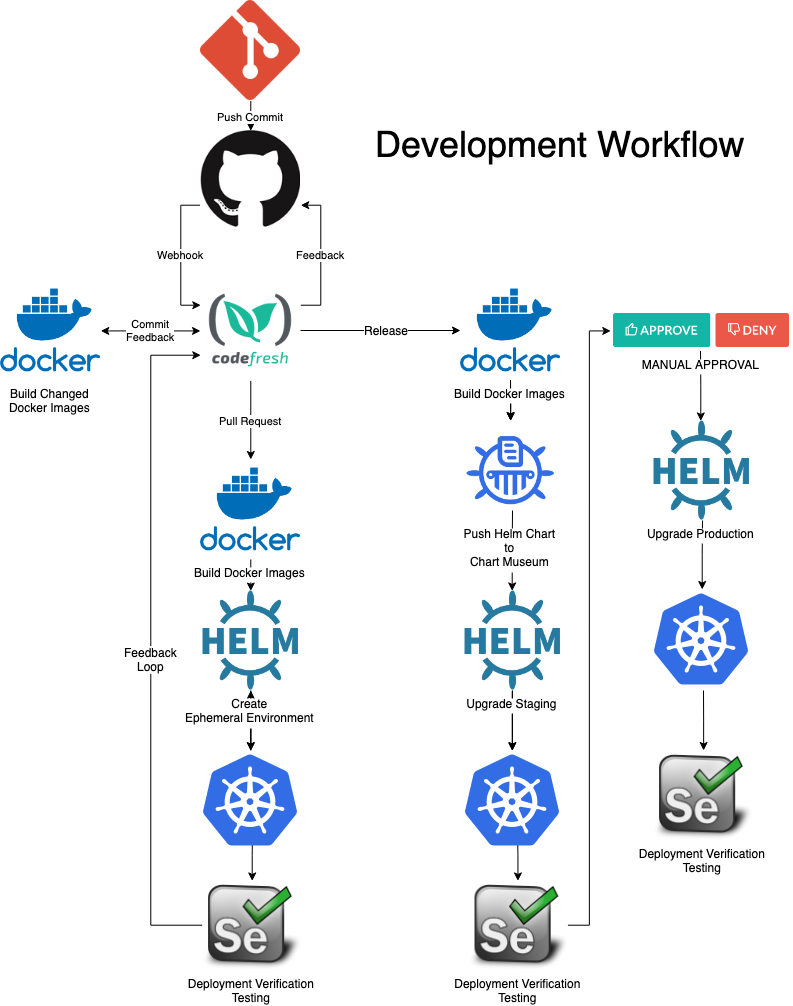 Push Commit
Development Workflow
Webhook
Feedback
codefresh
Commit
Feedback
docker
Build Changed
Docker Images
Release
docker
Build Docker Images
APPROVE
DENY
MANUAL APPROVAL
Pull Request
docker
Build Docker Images
HELM
Create
Ephemeral Environment
Feedback
Loop
Se
Deployment Verification
Testing
Push Helm Chart
to
Chart Museum
HELM
Upgrade Staging
Se
Deployment Verification
Testing
HELM
Upgrade Production
Se
Deployment Verification
Testing